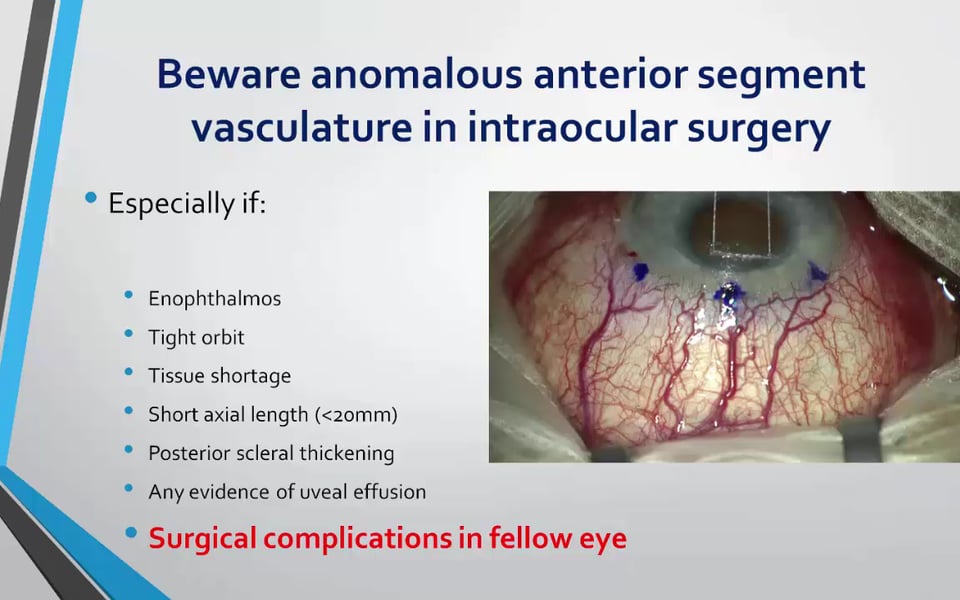 Beware anomalous anterior segment
vasculature in intraocular surgery
• Especially if:
• Enophthalmos
• Tight orbit
• Tissue shortage
• Short axial length (<20mm)
• Posterior scleral thickening
• Any evidence of uveal effusion
• Surgical complications in fellow eye